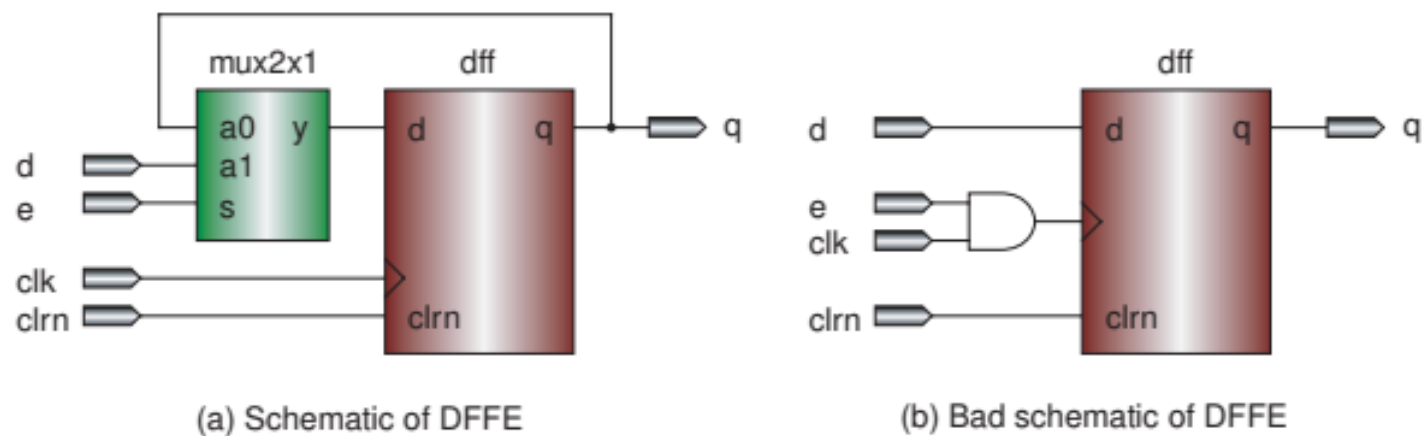 mux2x1
dff
a0 y
d q
q
d
a1
e
s
clk
clrn
clrn
(a) Schematic of DFFE
dff
d
d q
q
e
clk
clrn
clrn
(b) Bad schematic of DFFE